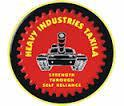 HEAVY INDUSTRIES TAXILA
STRENGTH
THROUGH
SELF RELIANCE